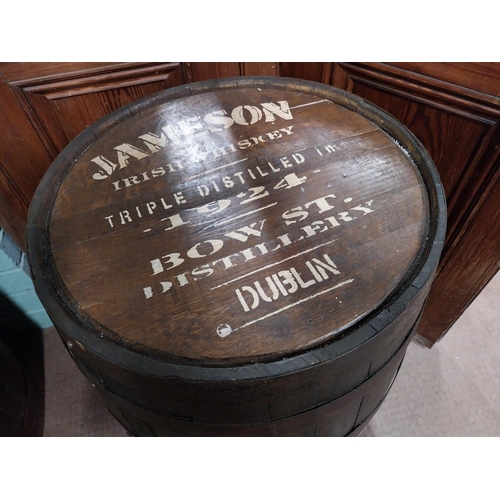 JAMESON
IRISH WHISKEY
TRIPLE DISTILLED in
- 1924 -
BOW ST.
DISTILLERY
DUBLIN